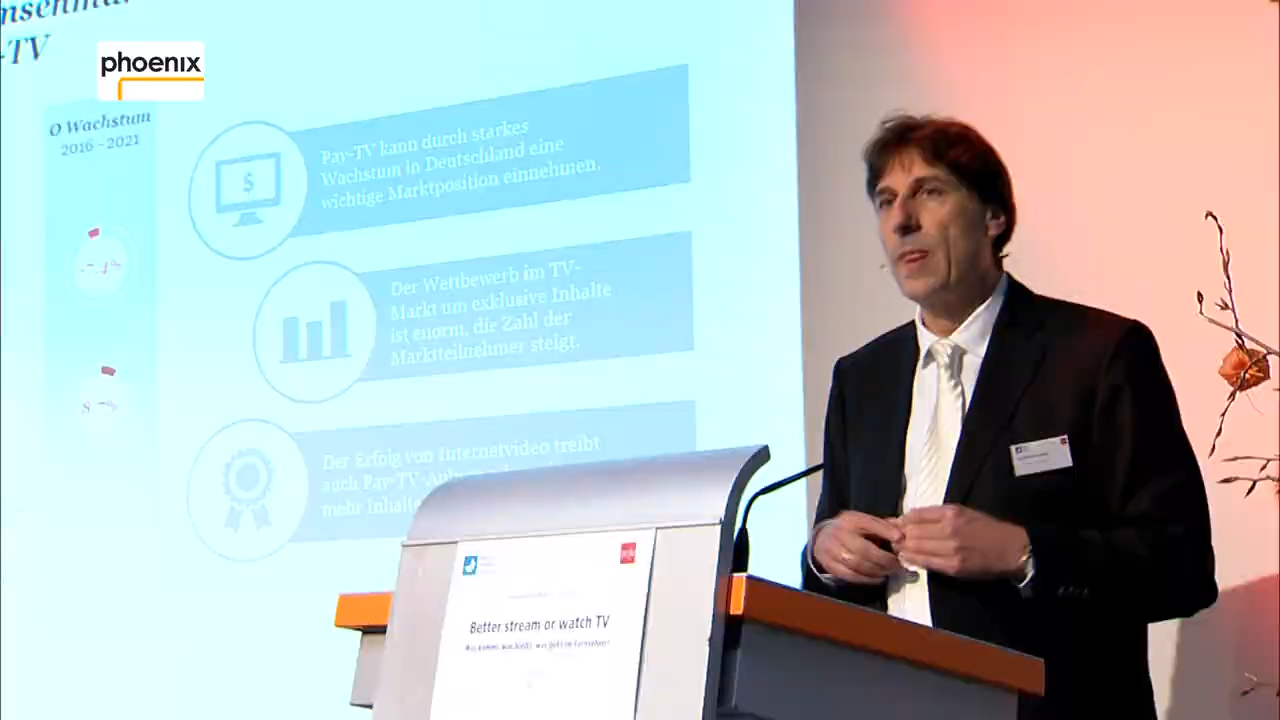 -TV
phoenix
Ø Wachstum
2016 - 2021
Pay-TV kann durch starkes
Wachstum in Deutschland eine
wichtige Marktposition einnehmen.
$
Der Wettbewerb im TV-
Markt um exklusive Inhalte
ist enorm, die Zahl der
Marktteilnehmer steigt.
Der Erfolg von Internetvideo treibt
auch Pay-TV-
mehr Inhalte
Better stream or watch TV